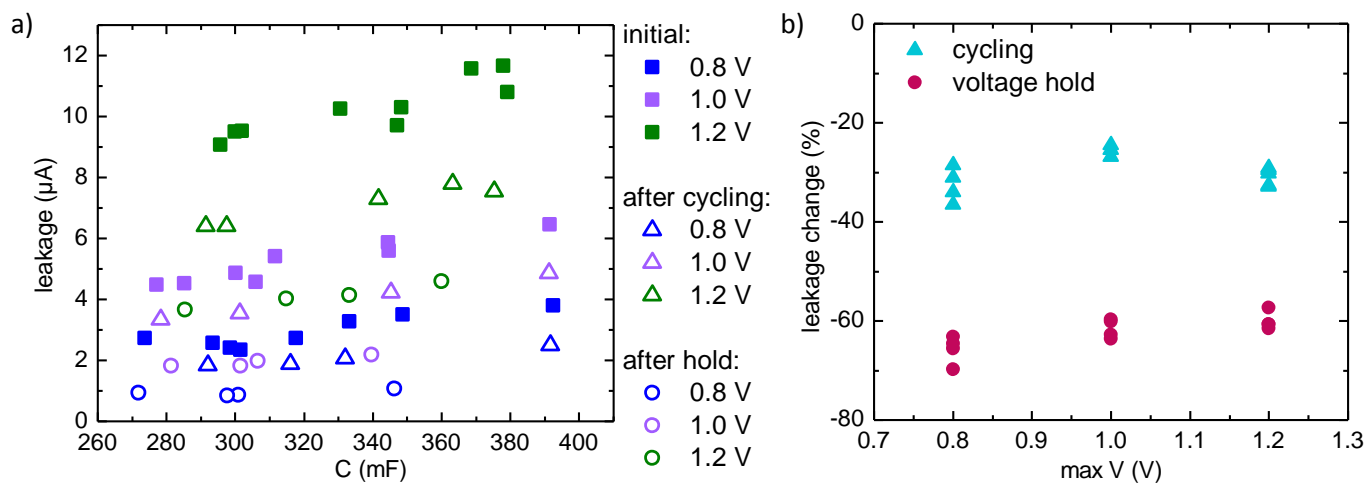 a)
leakage (µA)
12
10
8
6
4
2
0
260 280 300 320 340 360 380 400
C (mF)
initial:
0.8 V
1.0 V
1.2 V
after cycling:
0.8 V
1.0 V
1.2 V
after hold:
0.8 V
1.0 V
1.2 V
b)
leakage change (%)
-0
-20
-40
-60
-80
cycling
voltage hold
0.7 0.8 0.9 1.0 1.1 1.2 1.3
max V (V)